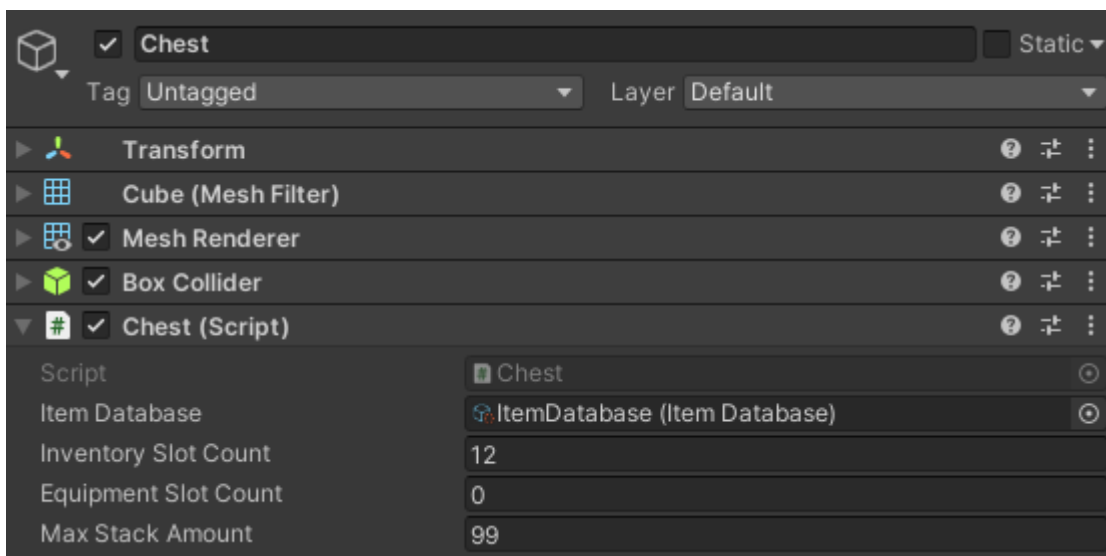 Chest Static
Tag Untagged Layer Default
Transform
Cube (Mesh Filter)
Mesh Renderer
Box Collider
# Chest (Script)
Script # Chest
Item Database ItemDatabase (Item Database)
Inventory Slot Count 12
Equipment Slot Count 0
Max Stack Amount 99